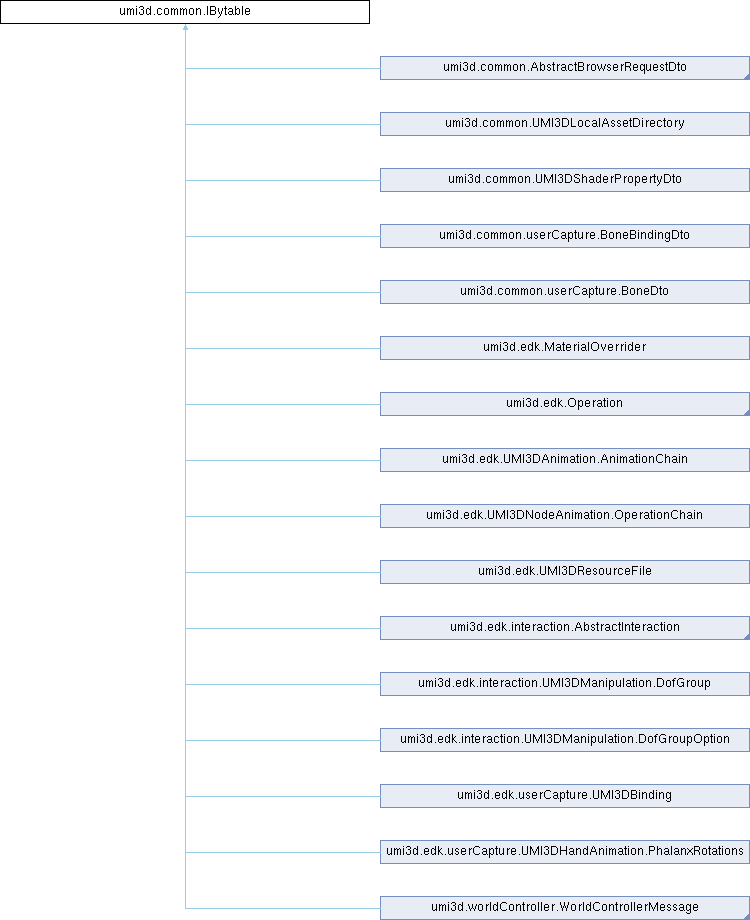 umi3d.common.IBytable
umi3d.common.AbstractBrowserRequestDto
umi3d.common.UMI3DLocalAssetDirectory
umi3d.common.UMI3DShaderPropertyDto
umi3d.common.userCapture.BoneBindingDto
umi3d.common.userCapture.BoneDto
umi3d.edk.MaterialOverrider
umi3d.edk.Operation
umi3d.edk.UMI3DAnimation.AnimationChain
umi3d.edk.UMI3DNodeAnimation.OperationChain
umi3d.edk.UMI3DResourceFile
umi3d.edk.interaction.AbstractInteraction
umi3d.edk.interaction.UMI3DManipulation.DofGroup
umi3d.edk.interaction.UMI3DManipulation.DofGroupOption
umi3d.edk.userCapture.UMI3DBinding
umi3d.edk.userCapture.UMI3DHandAnimation.PhalanxRotations
umi3d.worldController.WorldControllerMessage